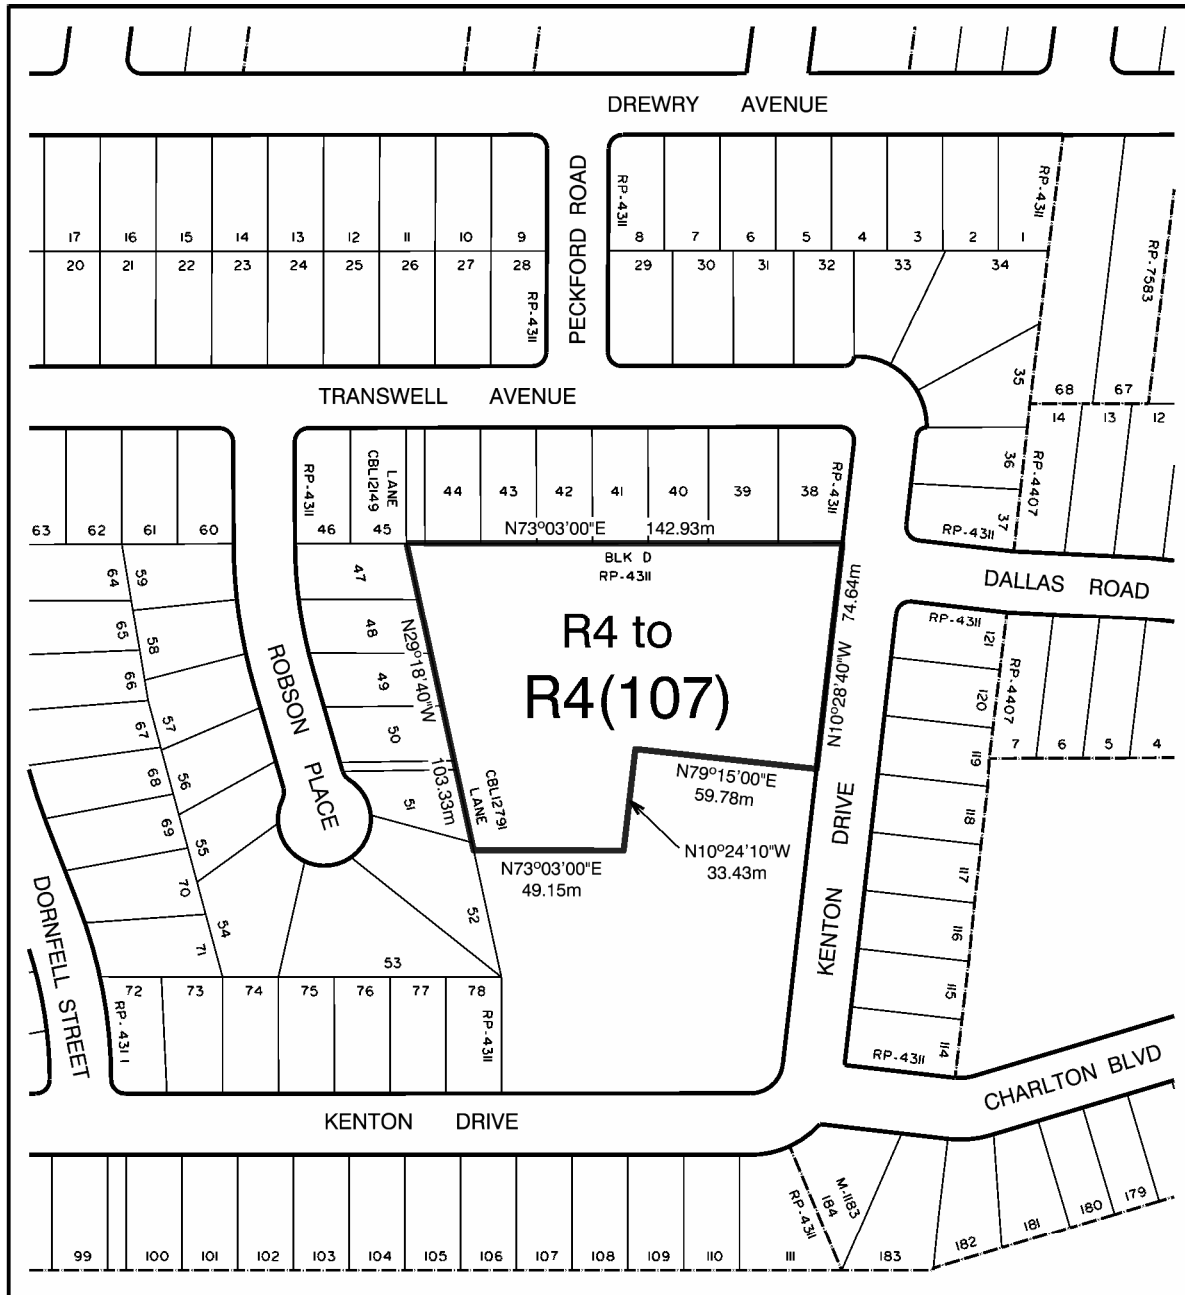 DREWRY AVENUE
PECKFORD ROAD
RP-4311
RP-4311
RP-7583
17 16 15 14 13 12 11 10 9
8 7 6 5 4 3 2 1
20 21 22 23 24 25 26 27 28
29 30 31 32 33 34
RP-4311
35
68 67
TRANSWELL AVENUE
14 13 12
36
RP-4407
37
RP-4311
RP-4311
LANE
CBL12149
44 43 42 41 40 39 38
RP-4311
63 62 61 60
46 45
N73°03'00"E 142.93m
BLK D
RP-4311
DALLAS ROAD
64 59
47
65 58
48
66
49
67 57
50
68 56
51
69 55
70
54
71
52
53
ROBSON PLACE
N29°18'40"W 103.33m
R4 to
R4(107)
N10°28'40"W 74.64m
RP-4311
121
RP-4407
120
119
118
117
116
115
114
RP-4311
7 6 5 4
CBL12791
LANE
N79°15'00"E
59.78m
N10°24'10"W
33.43m
N73°03'00"E
49.15m
KENTON DRIVE
DORNFELL STREET
72 73 74 75 76 77 78
RP-4311
RP-4311
CHARLTON BLVD
KENTON DRIVE
99 100 101 102 103 104 105 106 107 108 109 110 111
RP-4311
M-1183
184
183
182
181
180
179